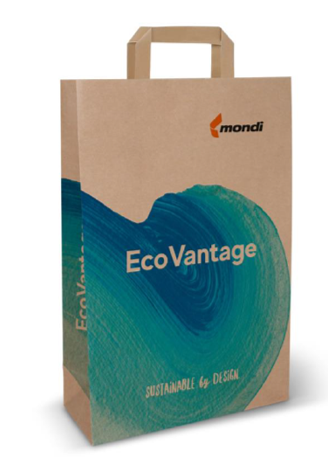 mondi
EcoVantage
EcoVantage
SUSTAINABLE by DESIGN.